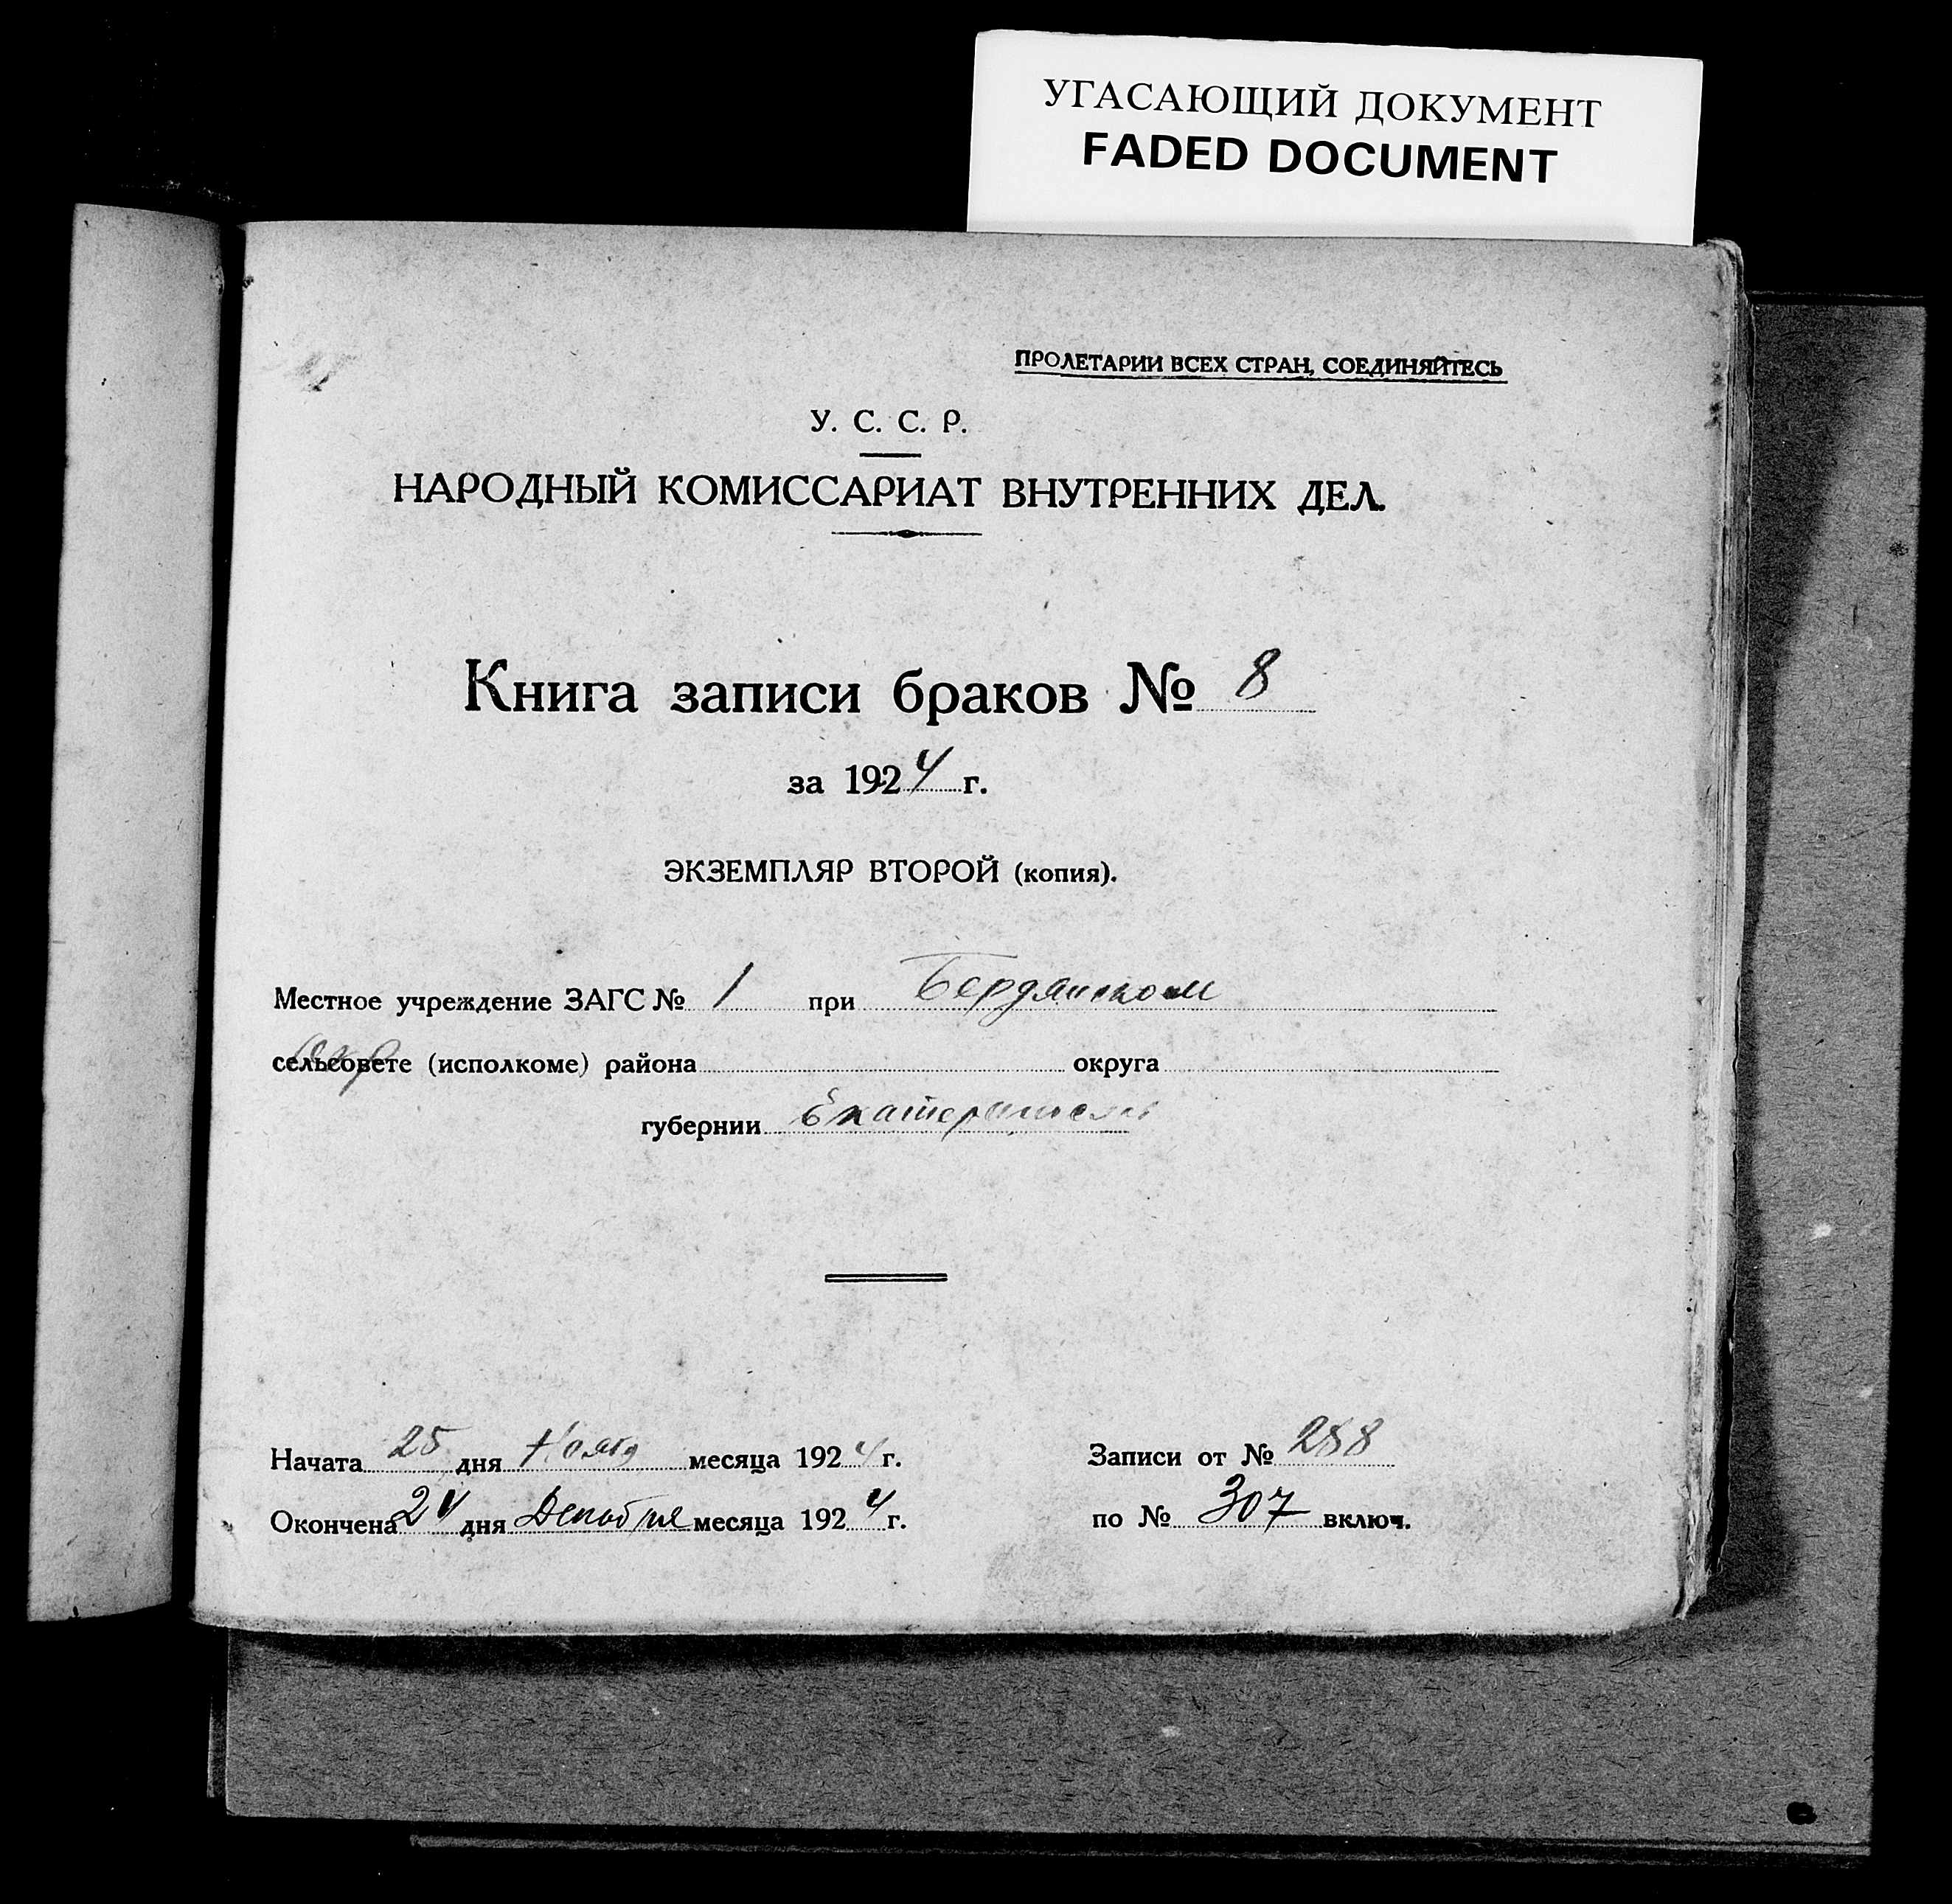 УГАСАЮЩИЙ ДОКУМЕНТ
FADED DOCUMENT
ПРОЛЕТАРИИ ВСЕХ СТРАН, СОЕДИНЯЙТЕСЬ
У. С. С. Р.
НАРОДНЫЙ КОМИССАРИАТ ВНУТРЕННИХ ДЕЛ.
Книга записи браков № 8
за 1924 г.
ЭКЗЕМПЛЯР ВТОРОЙ (копия).
Местное учреждение ЗАГС № 1 при Бердянском
сельсовете (исполкоме) района округа
губернии
Начата 25 дня месяца 1924 г. Записи от № 288
Окончена 24 дня Декабря месяца 1924 г. по № 307 включ.